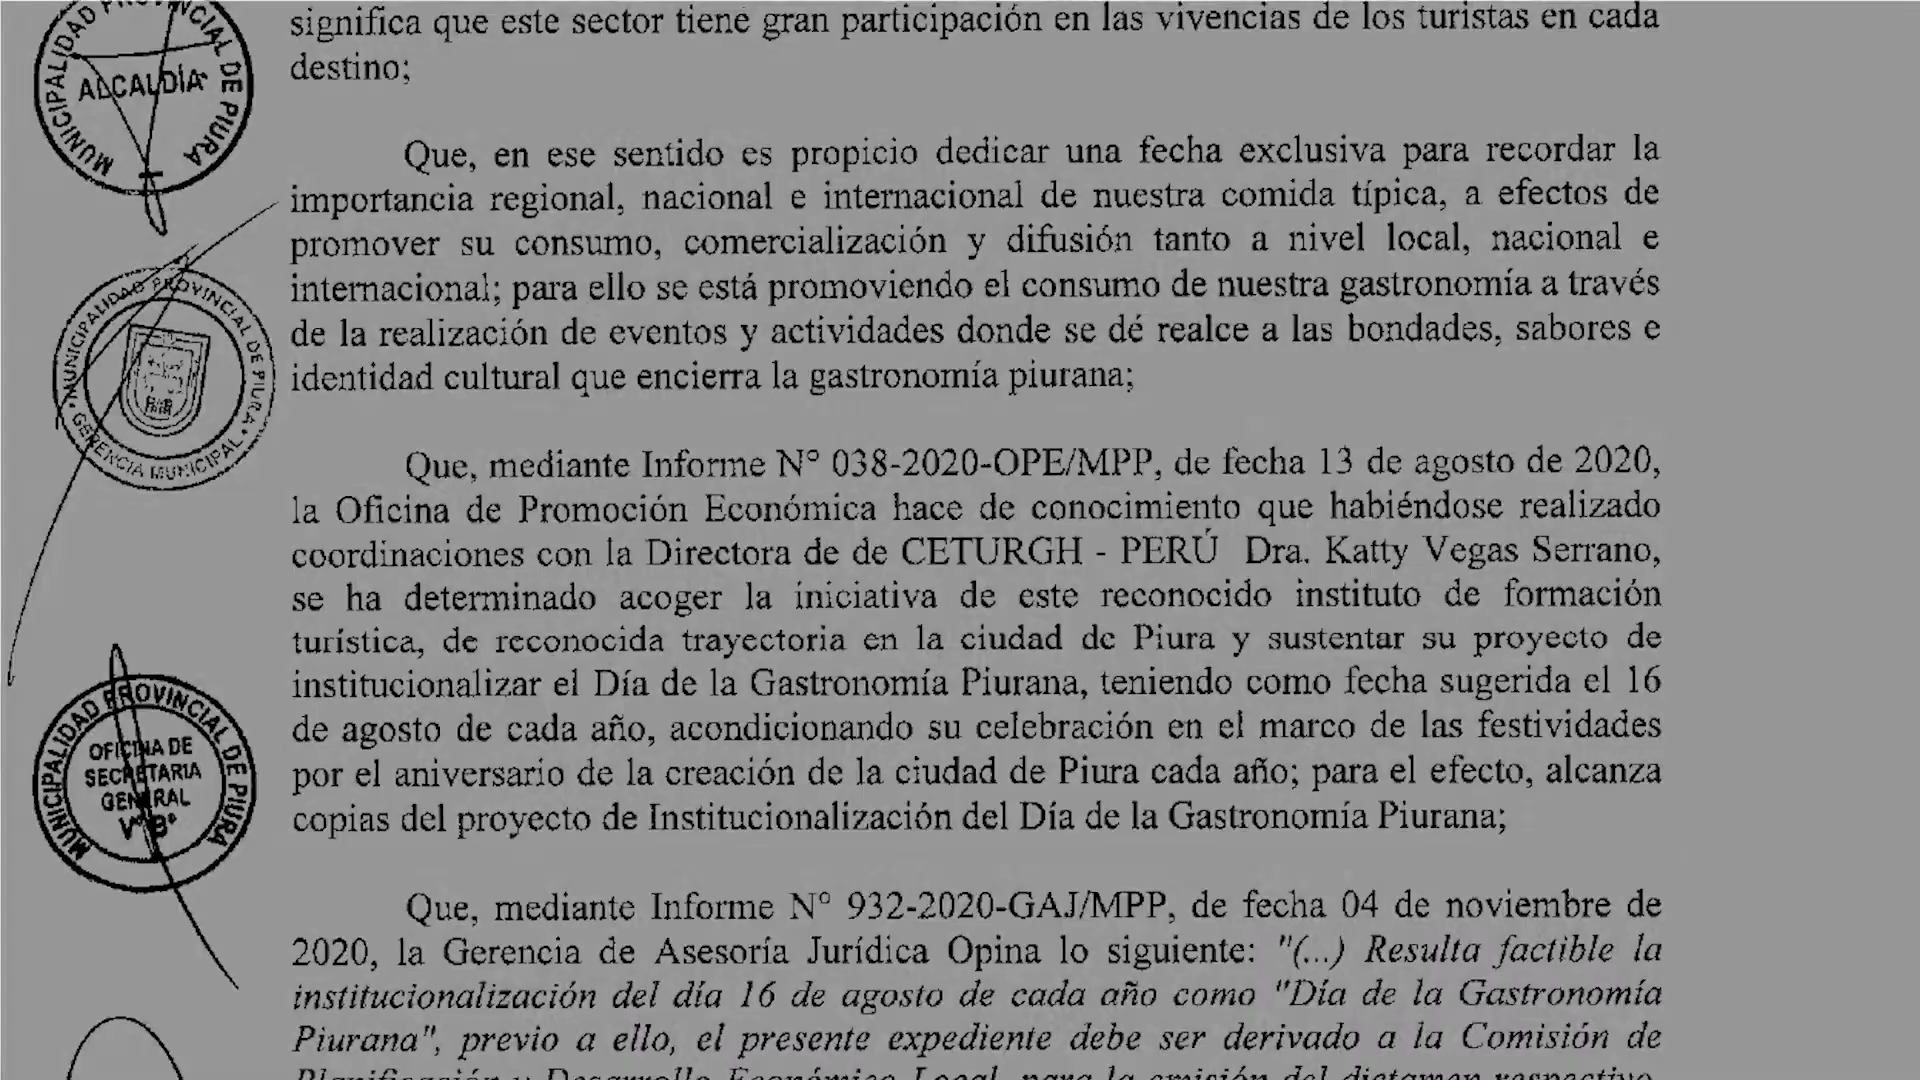 significa que este sector tiene gran participación en las vivencias de los turistas en cada
destino;
Que, en ese sentido es propicio dedicar una fecha exclusiva para recordar la
importancia regional, nacional e internacional de nuestra comida típica, a efectos de
promover su consumo, comercialización y difusión tanto a nivel local, nacional e
internacional; para ello se está promoviendo el consumo de nuestra gastronomía a través
de la realización de eventos y actividades donde se dé realce a las bondades, sabores e
identidad cultural que encierra la gastronomía piurana;
Que, mediante Informe N° 038-2020-OPE/MPP, de fecha 13 de agosto de 2020,
la Oficina de Promoción Económica hace de conocimiento que habiéndose realizado
coordinaciones con la Directora de de CETURGH - PERÚ Dra. Katty Vegas Serrano,
se ha determinado acoger la iniciativa de este reconocido instituto de formación
turística, de reconocida trayectoria en la ciudad de Piura y sustentar su proyecto de
institucionalizar el Día de la Gastronomía Piurana, teniendo como fecha sugerida el 16
de agosto de cada año, acondicionando su celebración en el marco de las festividades
por el aniversario de la creación de la ciudad de Piura cada año; para el efecto, alcanza
copias del proyecto de Institucionalización del Día de la Gastronomía Piurana;
Que, mediante Informe N° 932-2020-GAJ/MPP, de fecha 04 de noviembre de
2020, la Gerencia de Asesoría Jurídica Opina lo siguiente: "(...) Resulta factible la
institucionalización del día 16 de agosto de cada año como "Día de la Gastronomía
Piurana", previo a ello, el presente expediente debe ser derivado a la Comisión de
Planificación y Desarrollo Económico Local, para la emisión del dictamen respectivo,
MUNICIPALIDAD PROVINCIAL DE PIURA
ALCALDÍA
MUNICIPALIDAD PROVINCIAL DE PIURA
GERENCIA MUNICIPAL
MUNICIPALIDAD PROVINCIAL DE PIURA
OFICINA DE
SECRETARIA
GENERAL
V°B°